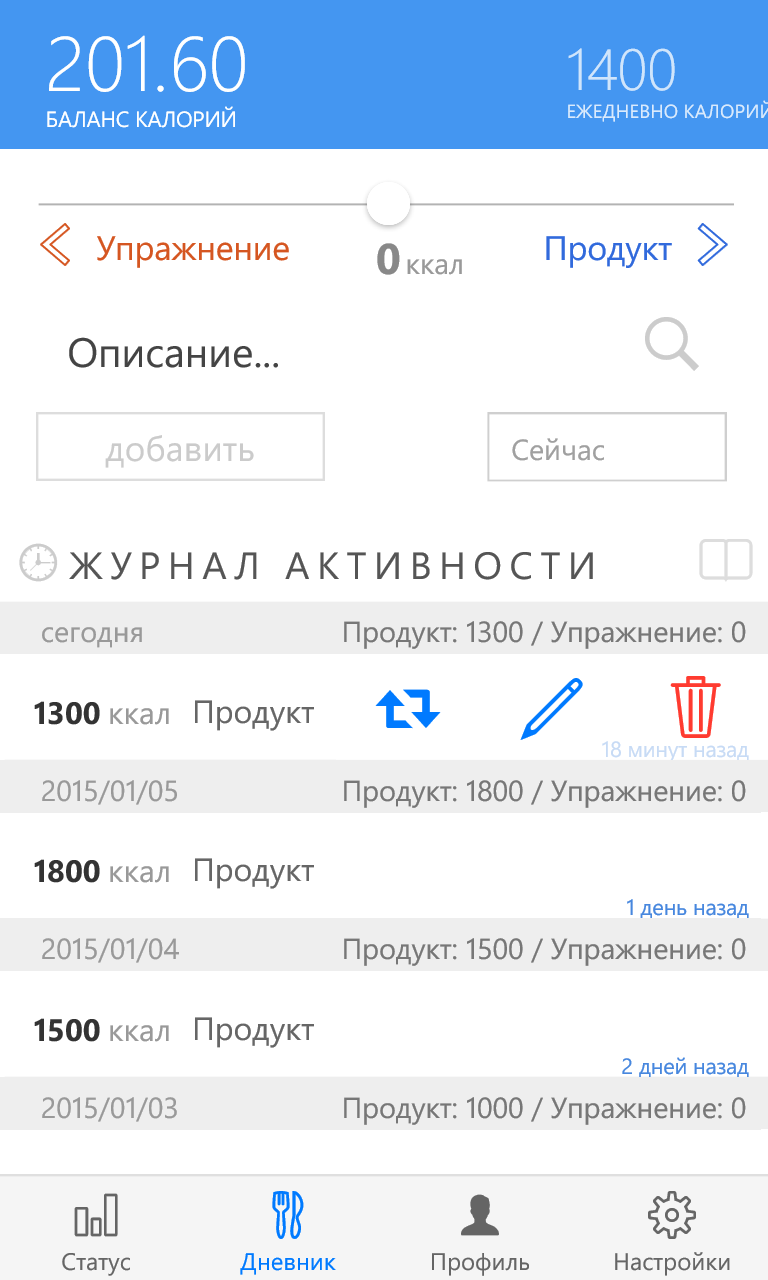 201.60
БАЛАНС КАЛОРИЙ
1400
ЕЖЕДНЕВНО КАЛОРИЙ
Упражнение
0 ккал
Продукт
Описание...
добавить
Сейчас
ЖУРНАЛ АКТИВНОСТИ
сегодня Продукт: 1300 / Упражнение: 0
1300 ккал Продукт
18 минут назад
2015/01/05 Продукт: 1800 / Упражнение: 0
1800 ккал Продукт
1 день назад
2015/01/04 Продукт: 1500 / Упражнение: 0
1500 ккал Продукт
2 дней назад
2015/01/03 Продукт: 1000 / Упражнение: 0
Статус Дневник Профиль Настройки